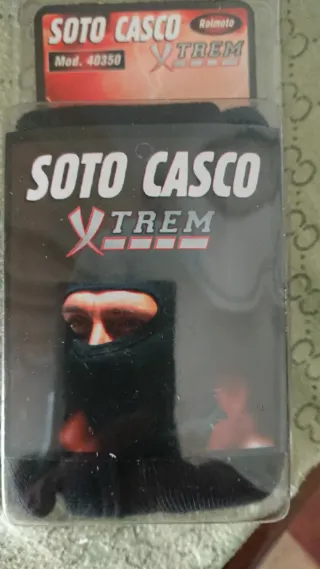 SOTO CASCO
Rolmoto
Mod. 40350
XTREM
SOTO CASCO
XTREM